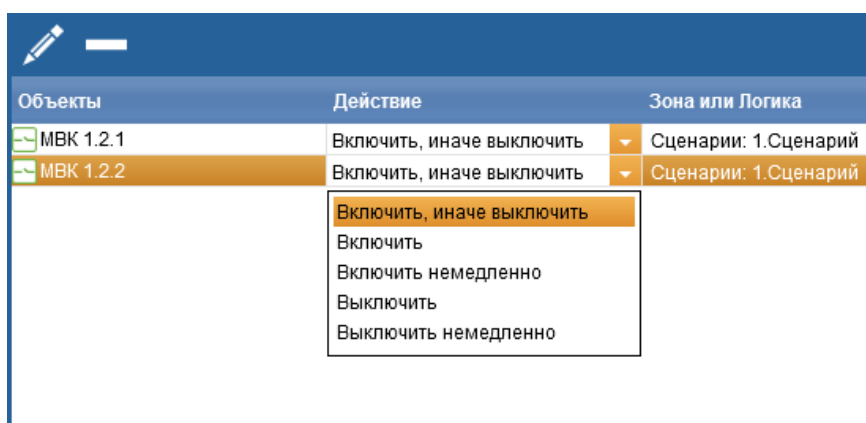 Объекты Действие Зона или Логика
МВК 1.2.1 Включить, иначе выключить Сценарии: 1.Сценарий
МВК 1.2.2 Включить, иначе выключить Сценарии: 1.Сценарий
Включить, иначе выключить
Включить
Включить немедленно
Выключить
Выключить немедленно